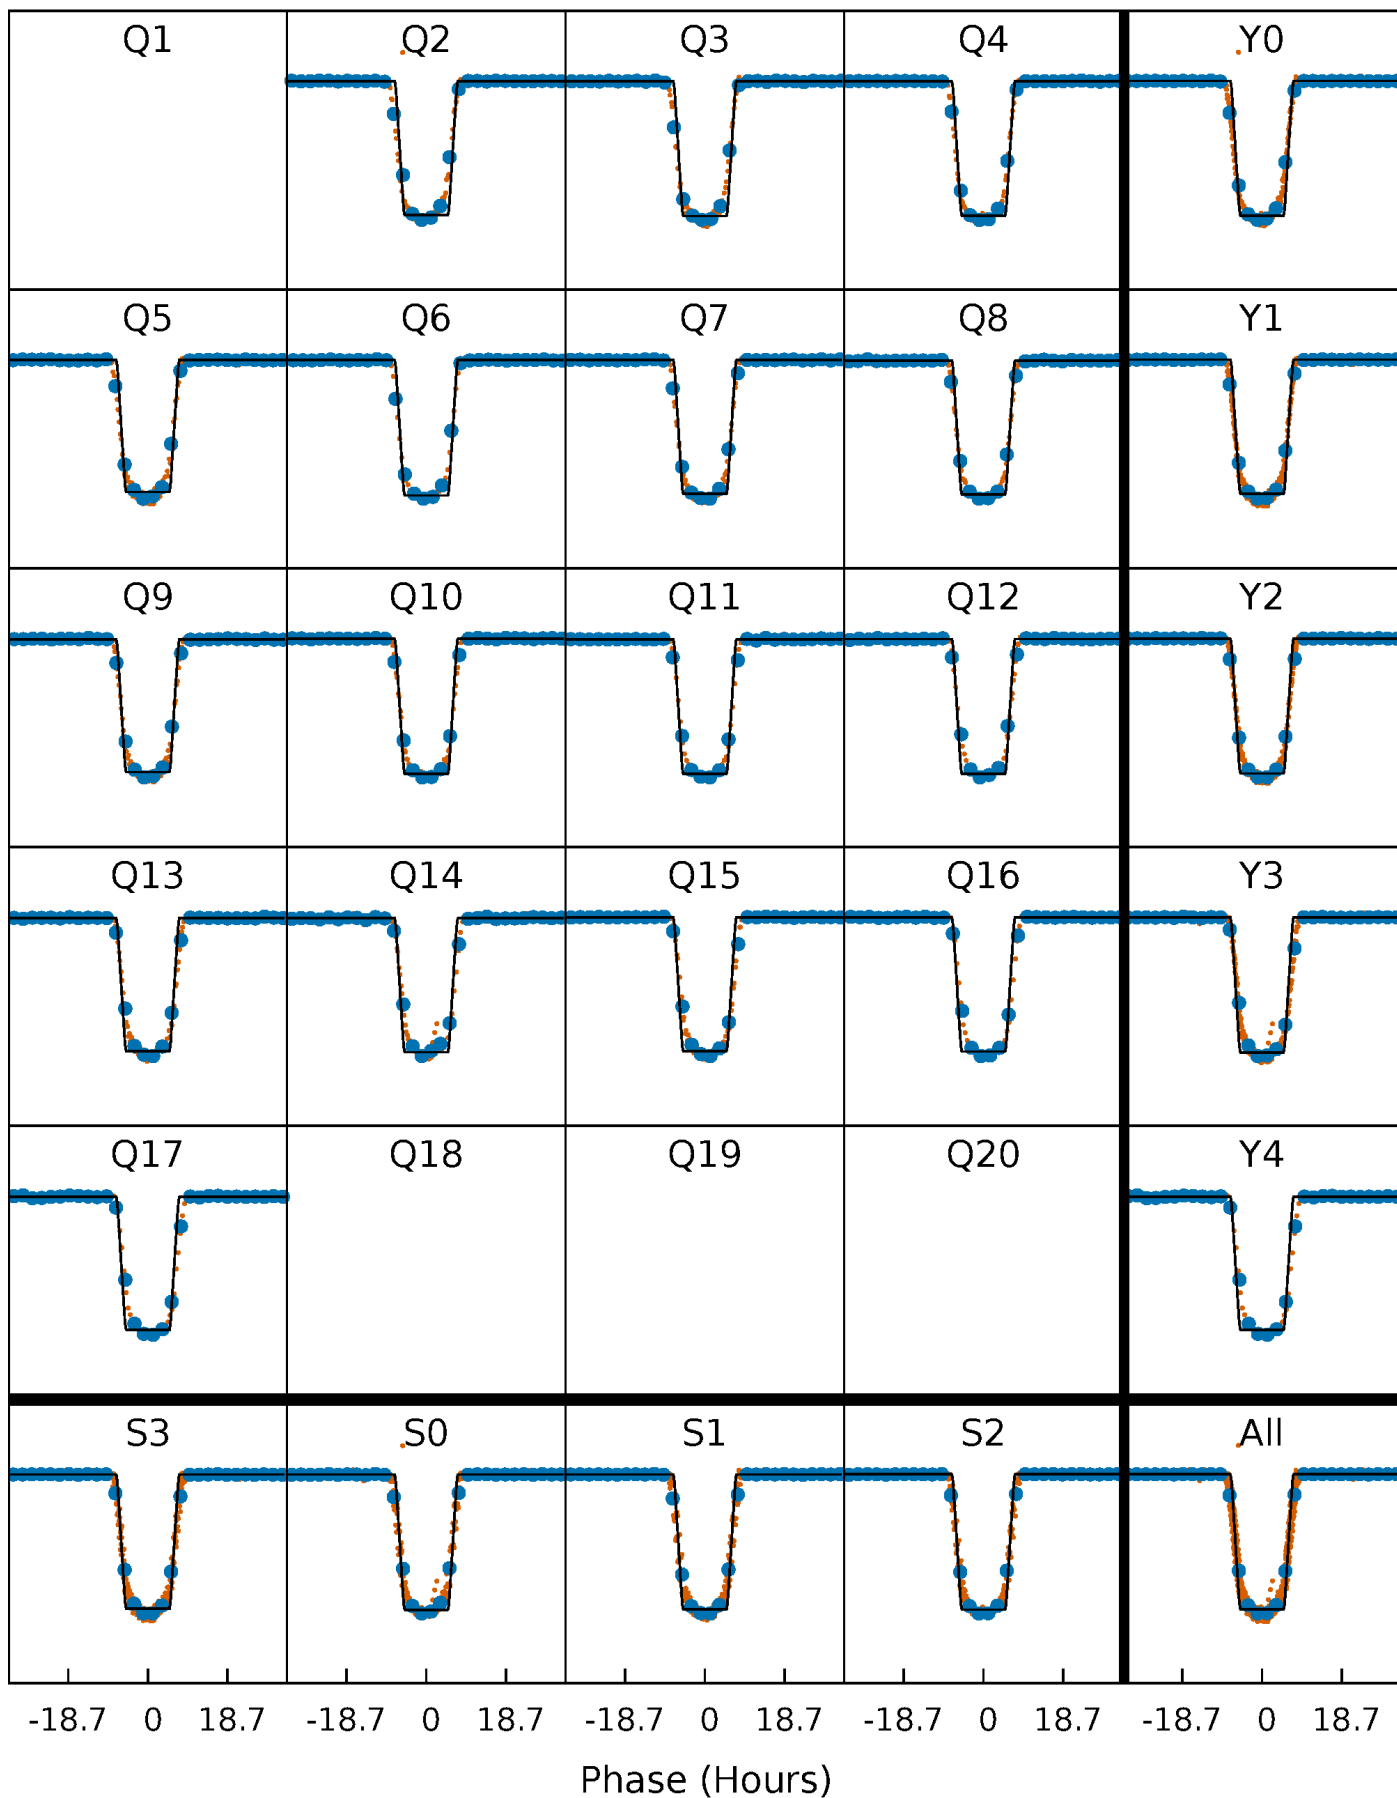 Q1 Q2 Q3 Q4 Y0
Q5 Q6 Q7 Q8 Y1
Q9 Q10 Q11 Q12 Y2
Q13 Q14 Q15 Q16 Y3
Q17 Q18 Q19 Q20 Y4
S3 S0 S1 S2 All
-18.7 0 18.7 -18.7 0 18.7 -18.7 0 18.7 -18.7 0 18.7 -18.7 0 18.7
Phase (Hours)